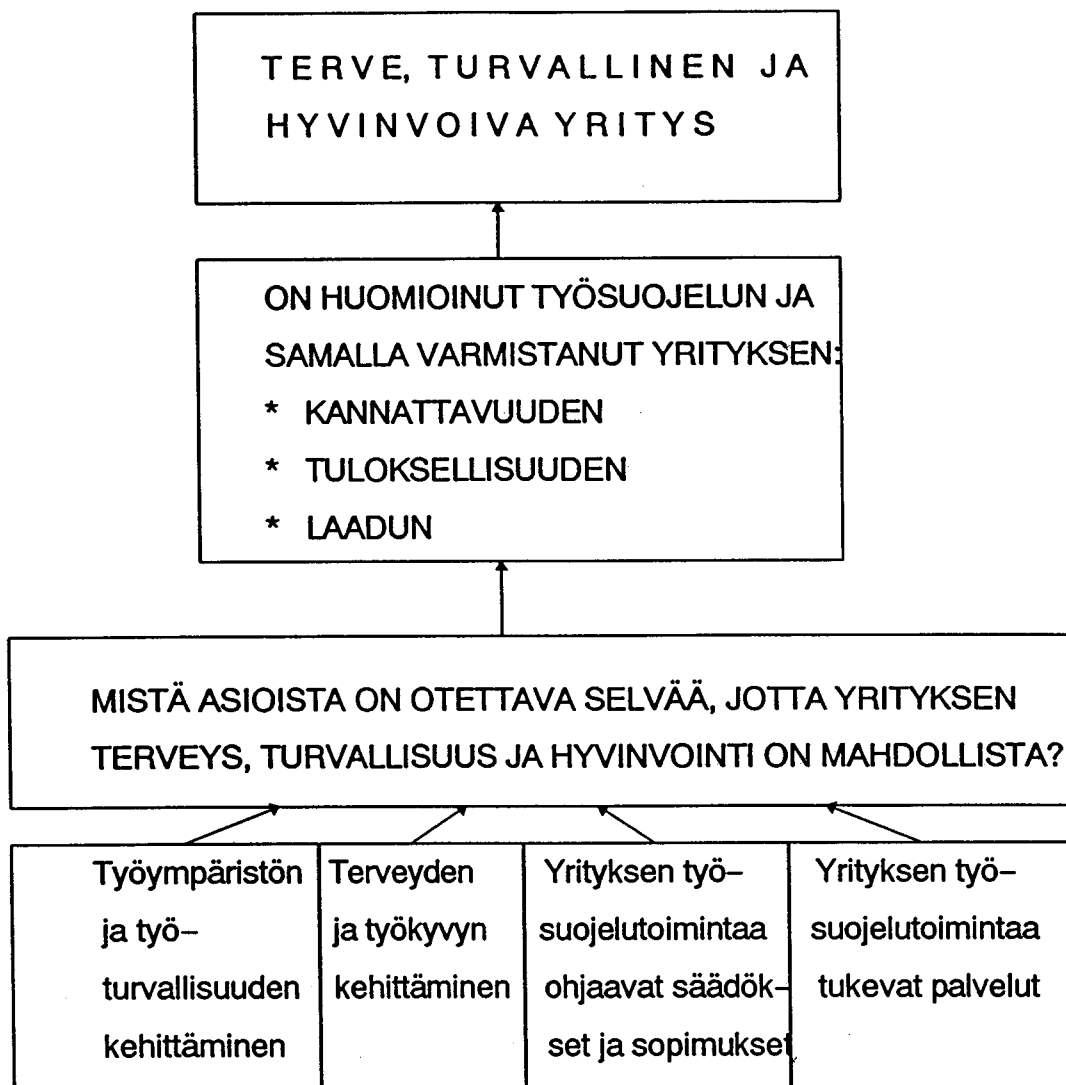 TERVE, TURVALLINEN JA
HYVINVOIVA YRITYS
ON HUOMIOINUT TYÖSUOJELUN JA
SAMALLA VARMISTANUT YRITYKSEN:
* KANNATTAVUUDEN
* TULOKSELLISUUDEN
* LAADUN
MISTÄ ASIOISTA ON OTETTAVA SELVÄÄ, JOTTA YRITYKSEN
TERVEYS, TURVALLISUUS JA HYVINVOINTI ON MAHDOLLISTA?
Työympäristön
ja työ–
turvallisuuden
kehittäminen
Terveyden
ja työkyvyn
kehittäminen
Yrityksen työ–
suojelutoimintaa
ohjaavat säädök–
set ja sopimukset
Yrityksen työ–
suojelutoimintaa
tukevat palvelut